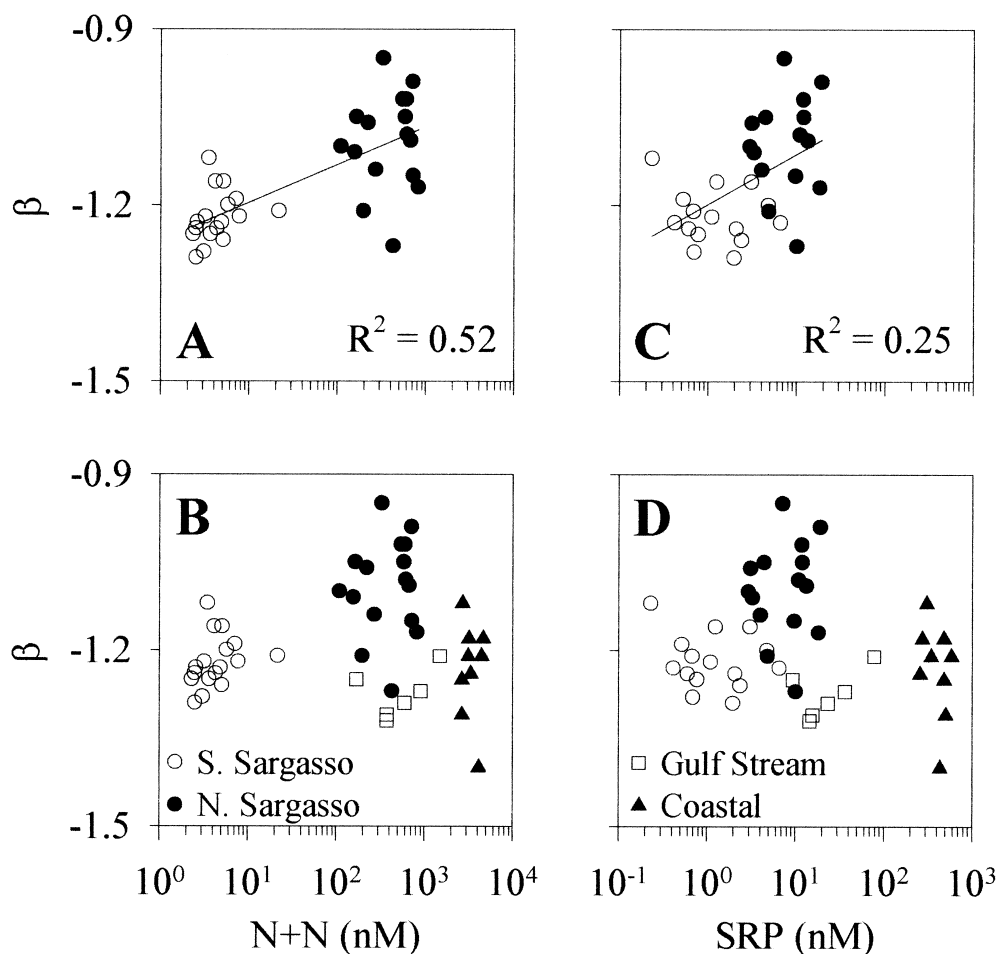 -0.9
β
-1.2
-1.5
A
R² = 0.52
C
R² = 0.25
-0.9
β
-1.2
-1.5
B
D
○ S. Sargasso
● N. Sargasso
□ Gulf Stream
▲ Coastal
10⁰ 10¹ 10² 10³ 10⁴
10⁻¹ 10⁰ 10¹ 10² 10³
N+N (nM)
SRP (nM)